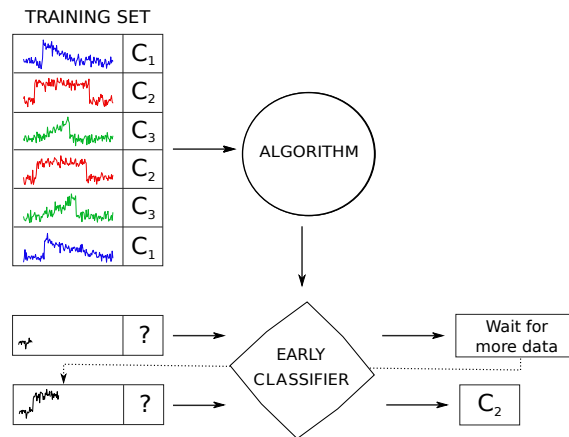 TRAINING SET
C1
C2
C3
C2
C3
C1
ALGORITHM
?
EARLY
CLASSIFIER
Wait for
more data
?
C2